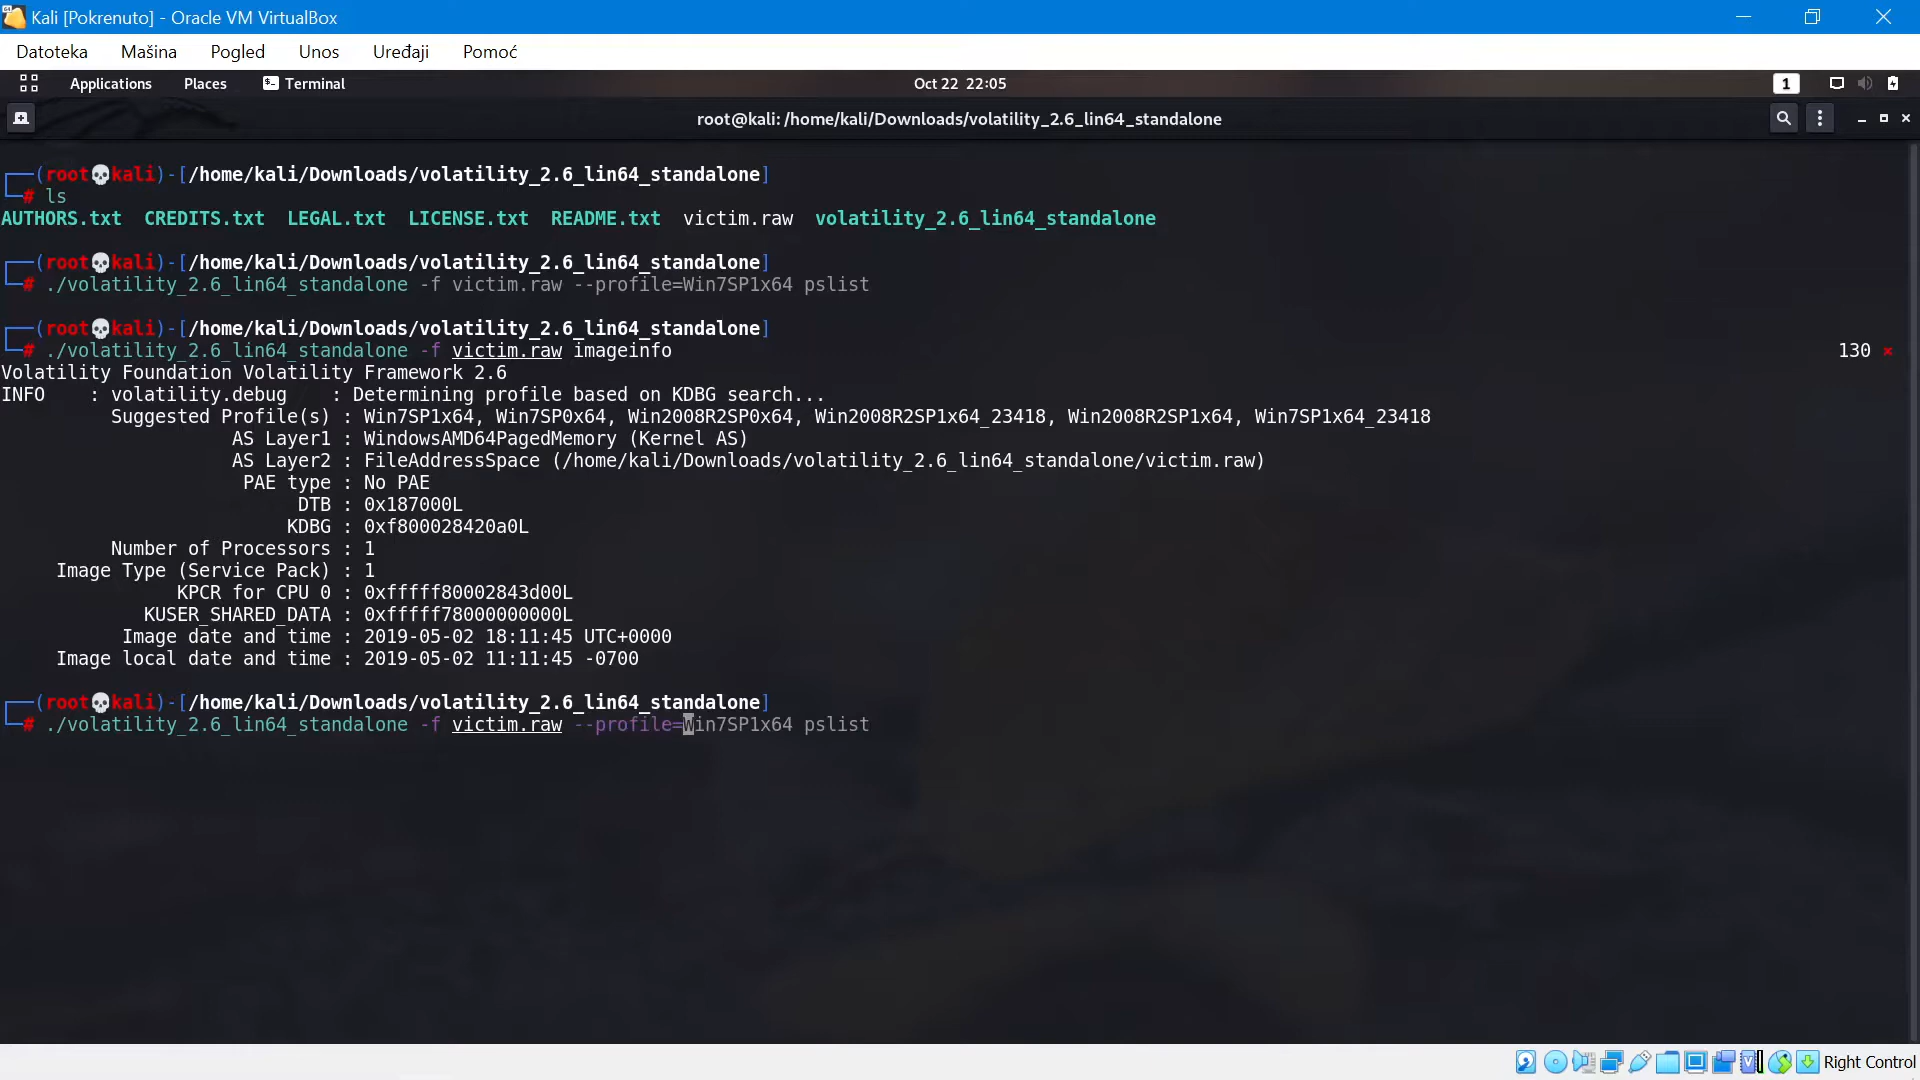 Kali [Pokrenuto] - Oracle VM VirtualBox
Datoteka Mašina Pogled Unos Uređaji Pomoć
Applications Places Terminal Oct 22 22:05 1
root@kali: /home/kali/Downloads/volatility_2.6_lin64_standalone
┌──(root💀kali)-[/home/kali/Downloads/volatility_2.6_lin64_standalone]
└─# ls
AUTHORS.txt CREDITS.txt LEGAL.txt LICENSE.txt README.txt victim.raw volatility_2.6_lin64_standalone
┌──(root💀kali)-[/home/kali/Downloads/volatility_2.6_lin64_standalone]
└─# ./volatility_2.6_lin64_standalone -f victim.raw --profile=Win7SP1x64 pslist
┌──(root💀kali)-[/home/kali/Downloads/volatility_2.6_lin64_standalone]
└─# ./volatility_2.6_lin64_standalone -f victim.raw imageinfo 130 ⨯
Volatility Foundation Volatility Framework 2.6
INFO : volatility.debug : Determining profile based on KDBG search...
Suggested Profile(s) : Win7SP1x64, Win7SP0x64, Win2008R2SP0x64, Win2008R2SP1x64_23418, Win2008R2SP1x64, Win7SP1x64_23418
AS Layer1 : WindowsAMD64PagedMemory (Kernel AS)
AS Layer2 : FileAddressSpace (/home/kali/Downloads/volatility_2.6_lin64_standalone/victim.raw)
PAE type : No PAE
DTB : 0x187000L
KDBG : 0xf800028420a0L
Number of Processors : 1
Image Type (Service Pack) : 1
KPCR for CPU 0 : 0xfffff80002843d00L
KUSER_SHARED_DATA : 0xfffff78000000000L
Image date and time : 2019-05-02 18:11:45 UTC+0000
Image local date and time : 2019-05-02 11:11:45 -0700
┌──(root💀kali)-[/home/kali/Downloads/volatility_2.6_lin64_standalone]
└─# ./volatility_2.6_lin64_standalone -f victim.raw --profile=Win7SP1x64 pslist
Right Control